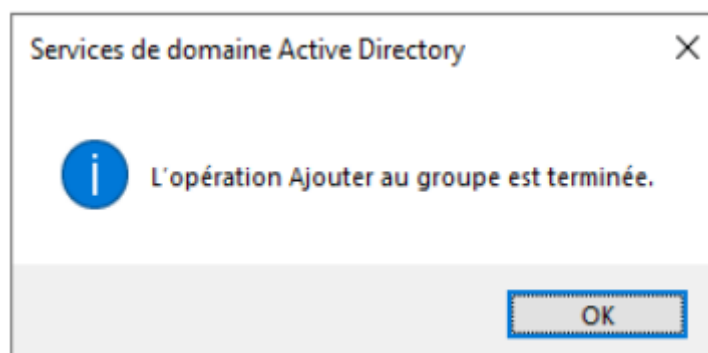 Services de domaine Active Directory
L'opération Ajouter au groupe est terminée.
OK